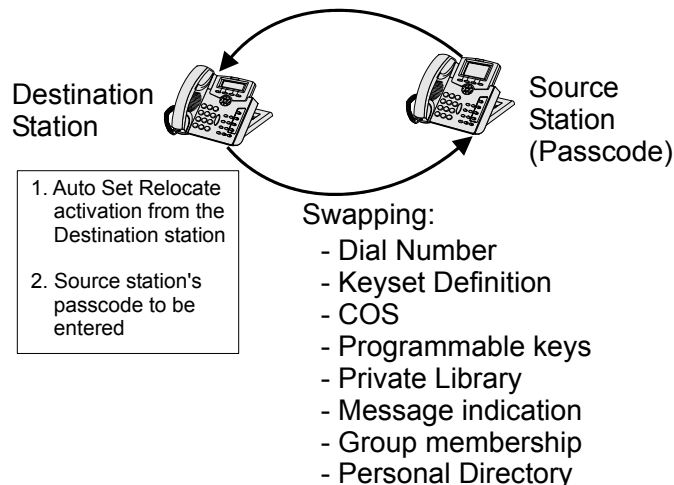 Destination
Station
Source
Station
(Passcode)
1. Auto Set Relocate
activation from the
Destination station
2. Source station's
passcode to be
entered
Swapping:
- Dial Number
- Keyset Definition
- COS
- Programmable keys
- Private Library
- Message indication
- Group membership
- Personal Directory